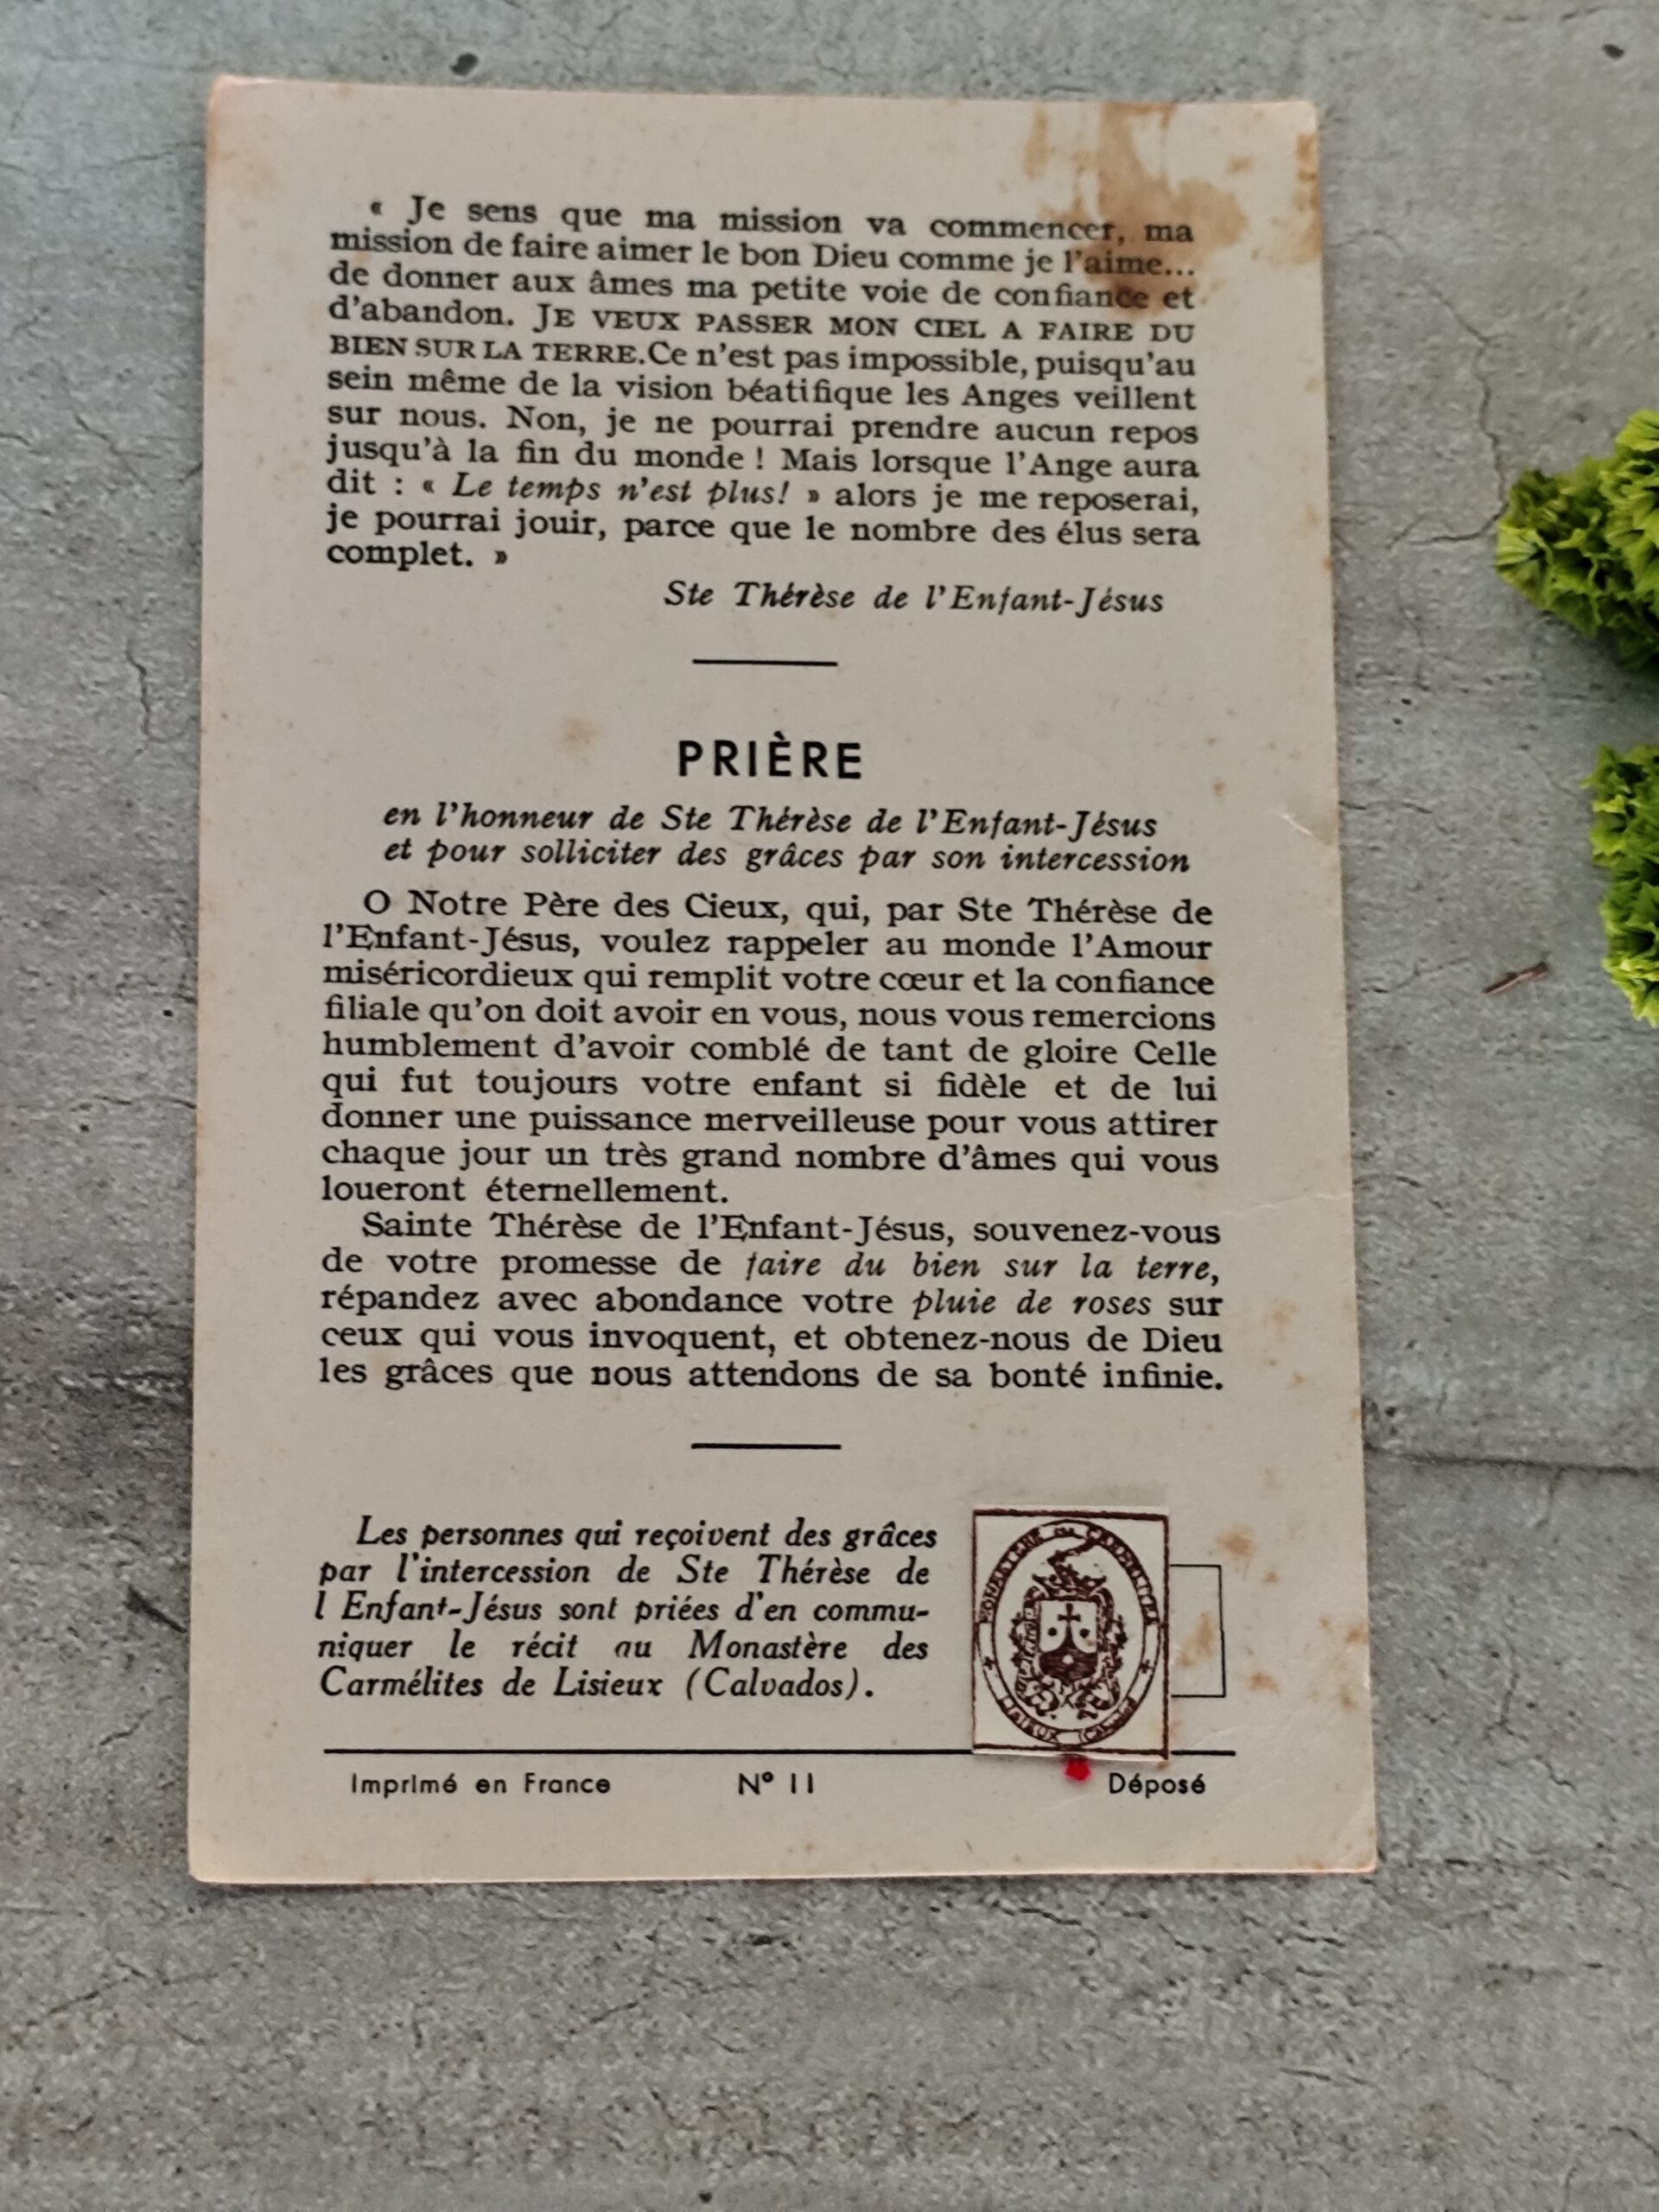 « Je sens que ma mission va commencer, ma
mission de faire aimer le bon Dieu comme je l'aime...
de donner aux âmes ma petite voie de confiance et
d'abandon. JE VEUX PASSER MON CIEL A FAIRE DU
BIEN SUR LA TERRE. Ce n'est pas impossible, puisqu'au
sein même de la vision béatifique les Anges veillent
sur nous. Non, je ne pourrai prendre aucun repos
jusqu'à la fin du monde ! Mais lorsque l'Ange aura
dit : « Le temps n'est plus! » alors je me reposerai,
je pourrai jouir, parce que le nombre des élus sera
complet. »
Ste Thérèse de l'Enfant-Jésus
PRIÈRE
en l'honneur de Ste Thérèse de l'Enfant-Jésus
et pour solliciter des grâces par son intercession
O Notre Père des Cieux, qui, par Ste Thérèse de
l'Enfant-Jésus, voulez rappeler au monde l'Amour
miséricordieux qui remplit votre cœur et la confiance
filiale qu'on doit avoir en vous, nous vous remercions
humblement d'avoir comblé de tant de gloire Celle
qui fut toujours votre enfant si fidèle et de lui
donner une puissance merveilleuse pour vous attirer
chaque jour un très grand nombre d'âmes qui vous
loueront éternellement.
Sainte Thérèse de l'Enfant-Jésus, souvenez-vous
de votre promesse de faire du bien sur la terre,
répandez avec abondance votre pluie de roses sur
ceux qui vous invoquent, et obtenez-nous de Dieu
les grâces que nous attendons de sa bonté infinie.
Les personnes qui reçoivent des grâces
par l'intercession de Ste Thérèse de
l Enfant-Jésus sont priées d'en commu-
niquer le récit au Monastère des
Carmélites de Lisieux (Calvados).
MONASTÈRE DES CARMÉLITES
LISIEUX (Calvados)
Imprimé en France N° 11 Déposé